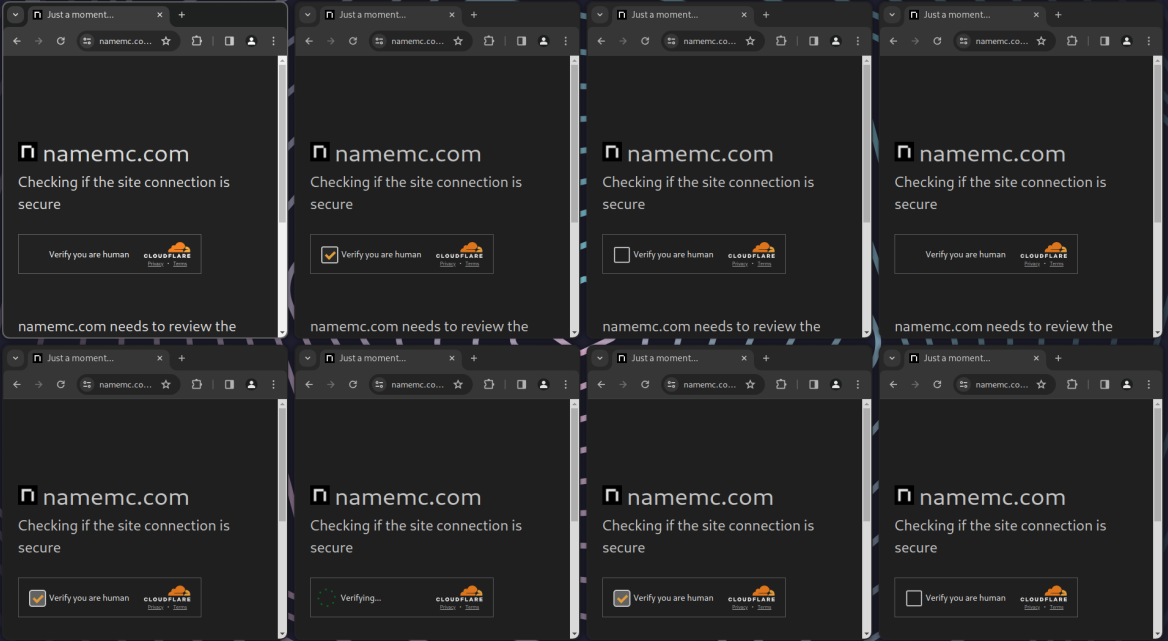 Just a moment...
namemc.co...
namemc.com
Checking if the site connection is
secure
Verify you are human
CLOUDFLARE
Privacy • Terms
namemc.com needs to review the
Just a moment...
namemc.co...
namemc.com
Checking if the site connection is
secure
Verify you are human
CLOUDFLARE
Privacy • Terms
namemc.com needs to review the
Just a moment...
namemc.co...
namemc.com
Checking if the site connection is
secure
Verify you are human
CLOUDFLARE
Privacy • Terms
namemc.com needs to review the
Just a moment...
namemc.co...
namemc.com
Checking if the site connection is
secure
Verify you are human
CLOUDFLARE
Privacy • Terms
namemc.com needs to review the
Just a moment...
namemc.co...
namemc.com
Checking if the site connection is
secure
Verify you are human
CLOUDFLARE
Privacy • Terms
Just a moment...
namemc.co...
namemc.com
Checking if the site connection is
secure
Verifying...
CLOUDFLARE
Privacy • Terms
Just a moment...
namemc.co...
namemc.com
Checking if the site connection is
secure
Verify you are human
CLOUDFLARE
Privacy • Terms
Just a moment...
namemc.co...
namemc.com
Checking if the site connection is
secure
Verify you are human
CLOUDFLARE
Privacy • Terms